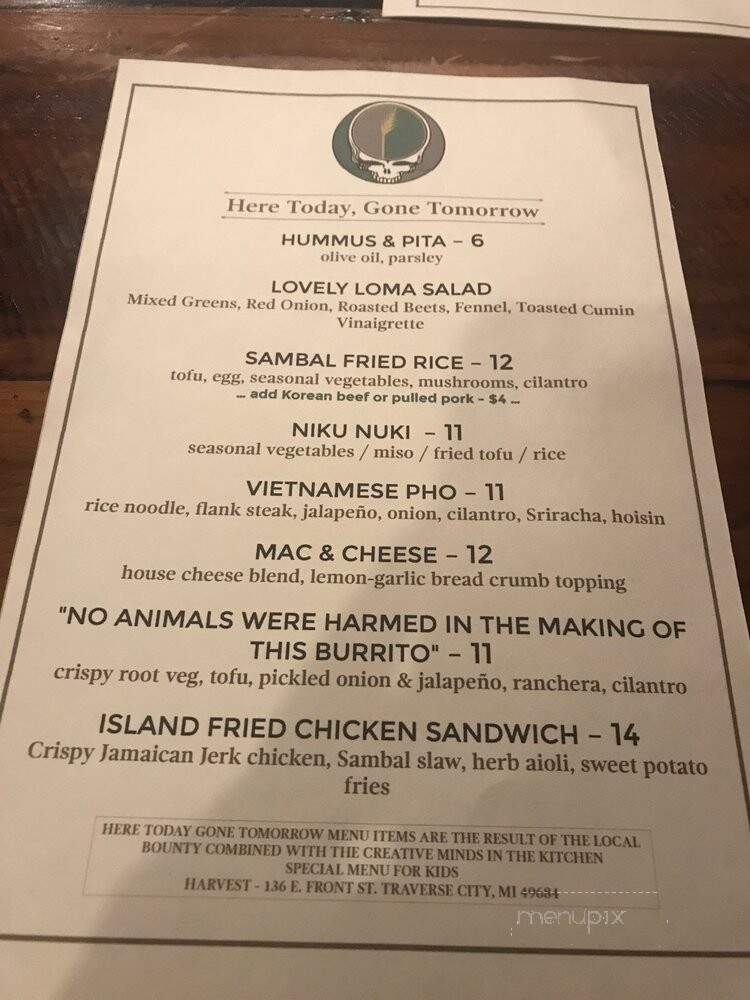 Here Today, Gone Tomorrow
HUMMUS & PITA – 6
olive oil, parsley
LOVELY LOMA SALAD
Mixed Greens, Red Onion, Roasted Beets, Fennel, Toasted Cumin
Vinaigrette
SAMBAL FRIED RICE – 12
tofu, egg, seasonal vegetables, mushrooms, cilantro
... add Korean beef or pulled pork - $4 ...
NIKU NUKI – 11
seasonal vegetables / miso / fried tofu / rice
VIETNAMESE PHO – 11
rice noodle, flank steak, jalapeño, onion, cilantro, Sriracha, hoisin
MAC & CHEESE – 12
house cheese blend, lemon-garlic bread crumb topping
"NO ANIMALS WERE HARMED IN THE MAKING OF
THIS BURRITO" – 11
crispy root veg, tofu, pickled onion & jalapeño, ranchera, cilantro
ISLAND FRIED CHICKEN SANDWICH – 14
Crispy Jamaican Jerk chicken, Sambal slaw, herb aioli, sweet potato
fries
HERE TODAY GONE TOMORROW MENU ITEMS ARE THE RESULT OF THE LOCAL
BOUNTY COMBINED WITH THE CREATIVE MINDS IN THE KITCHEN
SPECIAL MENU FOR KIDS
HARVEST - 136 E. FRONT ST. TRAVERSE CITY, MI 49684
menupix